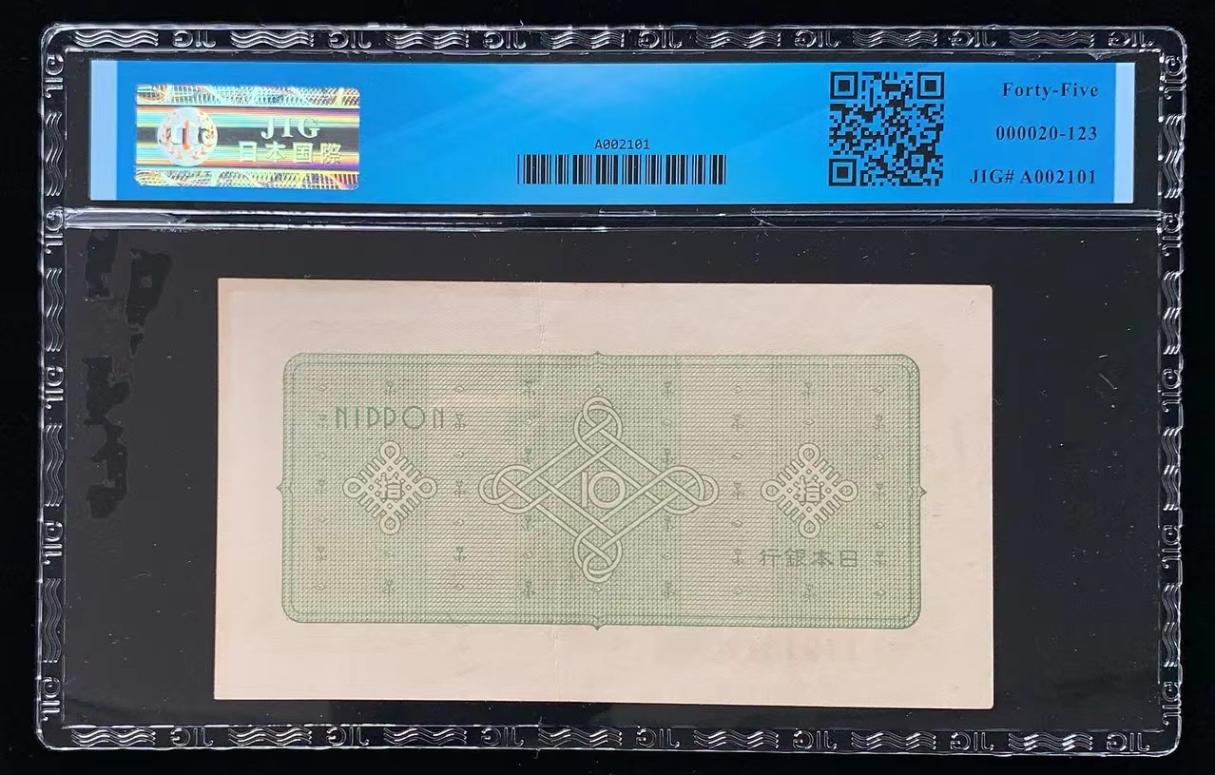 JIG
日本国際
A002101
Forty-Five
000020-123
JIG# A002101
NIPPON
拾
10
拾
行銀本日